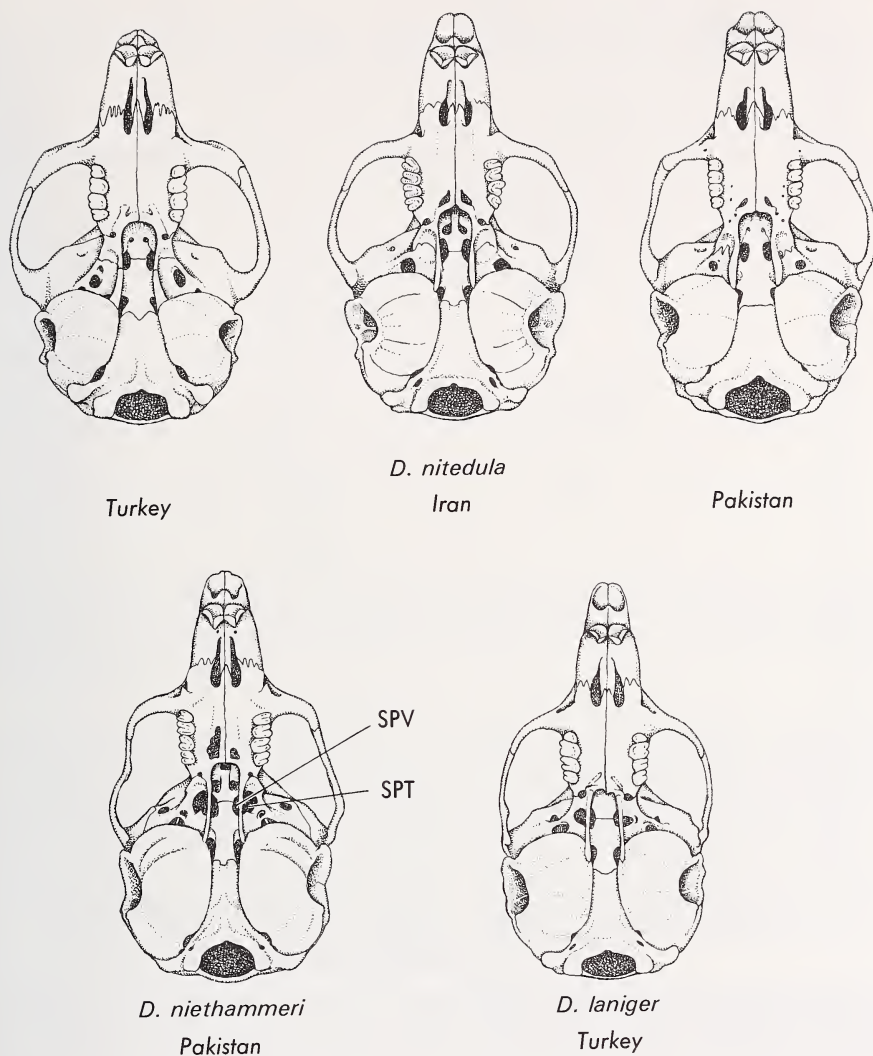 D. nitedula
Turkey Iran Pakistan
SPV
SPT
D. niethammeri
Pakistan
D. laniger
Turkey